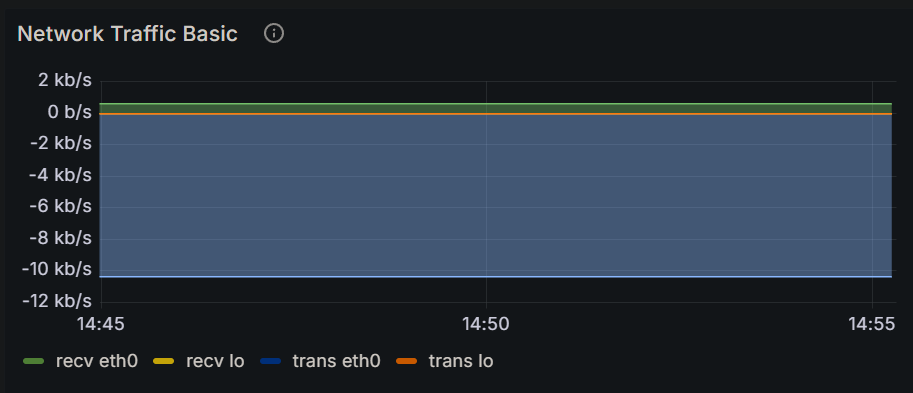 Network Traffic Basic
2 kb/s
0 b/s
-2 kb/s
-4 kb/s
-6 kb/s
-8 kb/s
-10 kb/s
-12 kb/s
14:45 14:50 14:55
recv eth0 recv lo trans eth0 trans lo